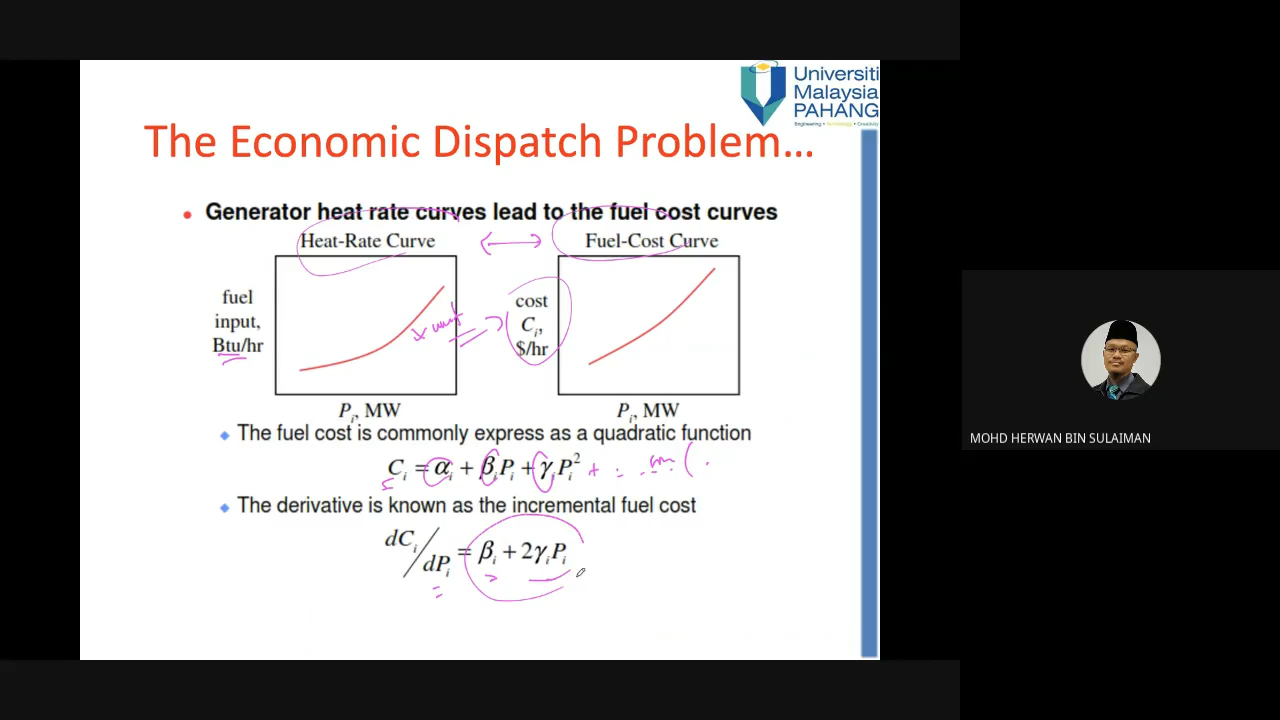 Universiti
Malaysia
PAHANG
Engineering • Technology • Creativity
The Economic Dispatch Problem...
• Generator heat rate curves lead to the fuel cost curves
Heat-Rate Curve
Fuel-Cost Curve
fuel
input,
Btu/hr
cost
Cᵢ,
$/hr
Pᵢ, MW
Pᵢ, MW
The fuel cost is commonly express as a quadratic function
Cᵢ = αᵢ + βᵢPᵢ + γᵢPᵢ² +
The derivative is known as the incremental fuel cost
dCᵢ/dPᵢ = βᵢ + 2γᵢPᵢ
MOHD HERWAN BIN SULAIMAN